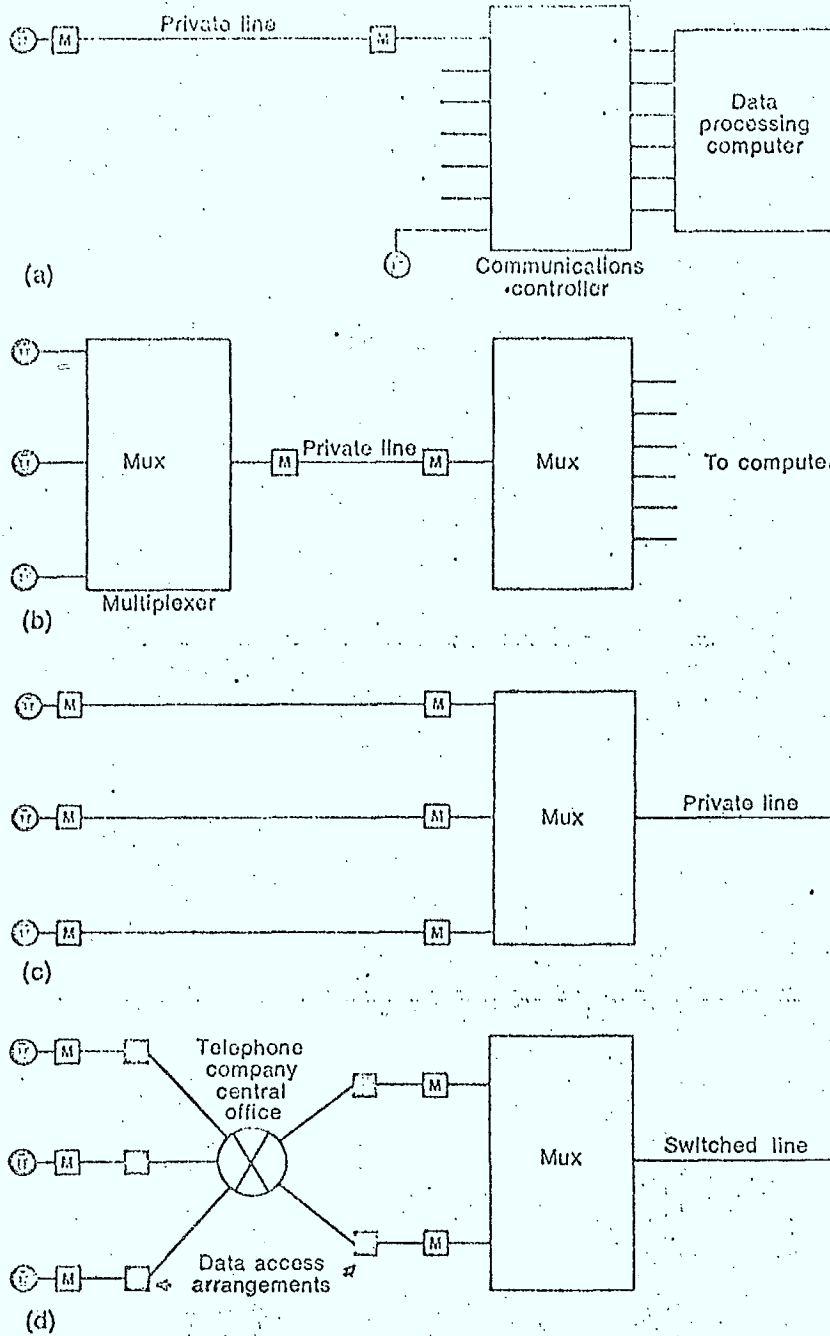 Private line
M
M
Data
processing
computer
Communications
controller
(a)
Mux
M
Private line
M
Mux
To compute
Multiplexer
(b)
M
M
M
M
Mux
Private line
M
M
(c)
M
Telephone
company
central
office
M
M
Mux
Switched line
M
M
Data access
arrangements
(d)